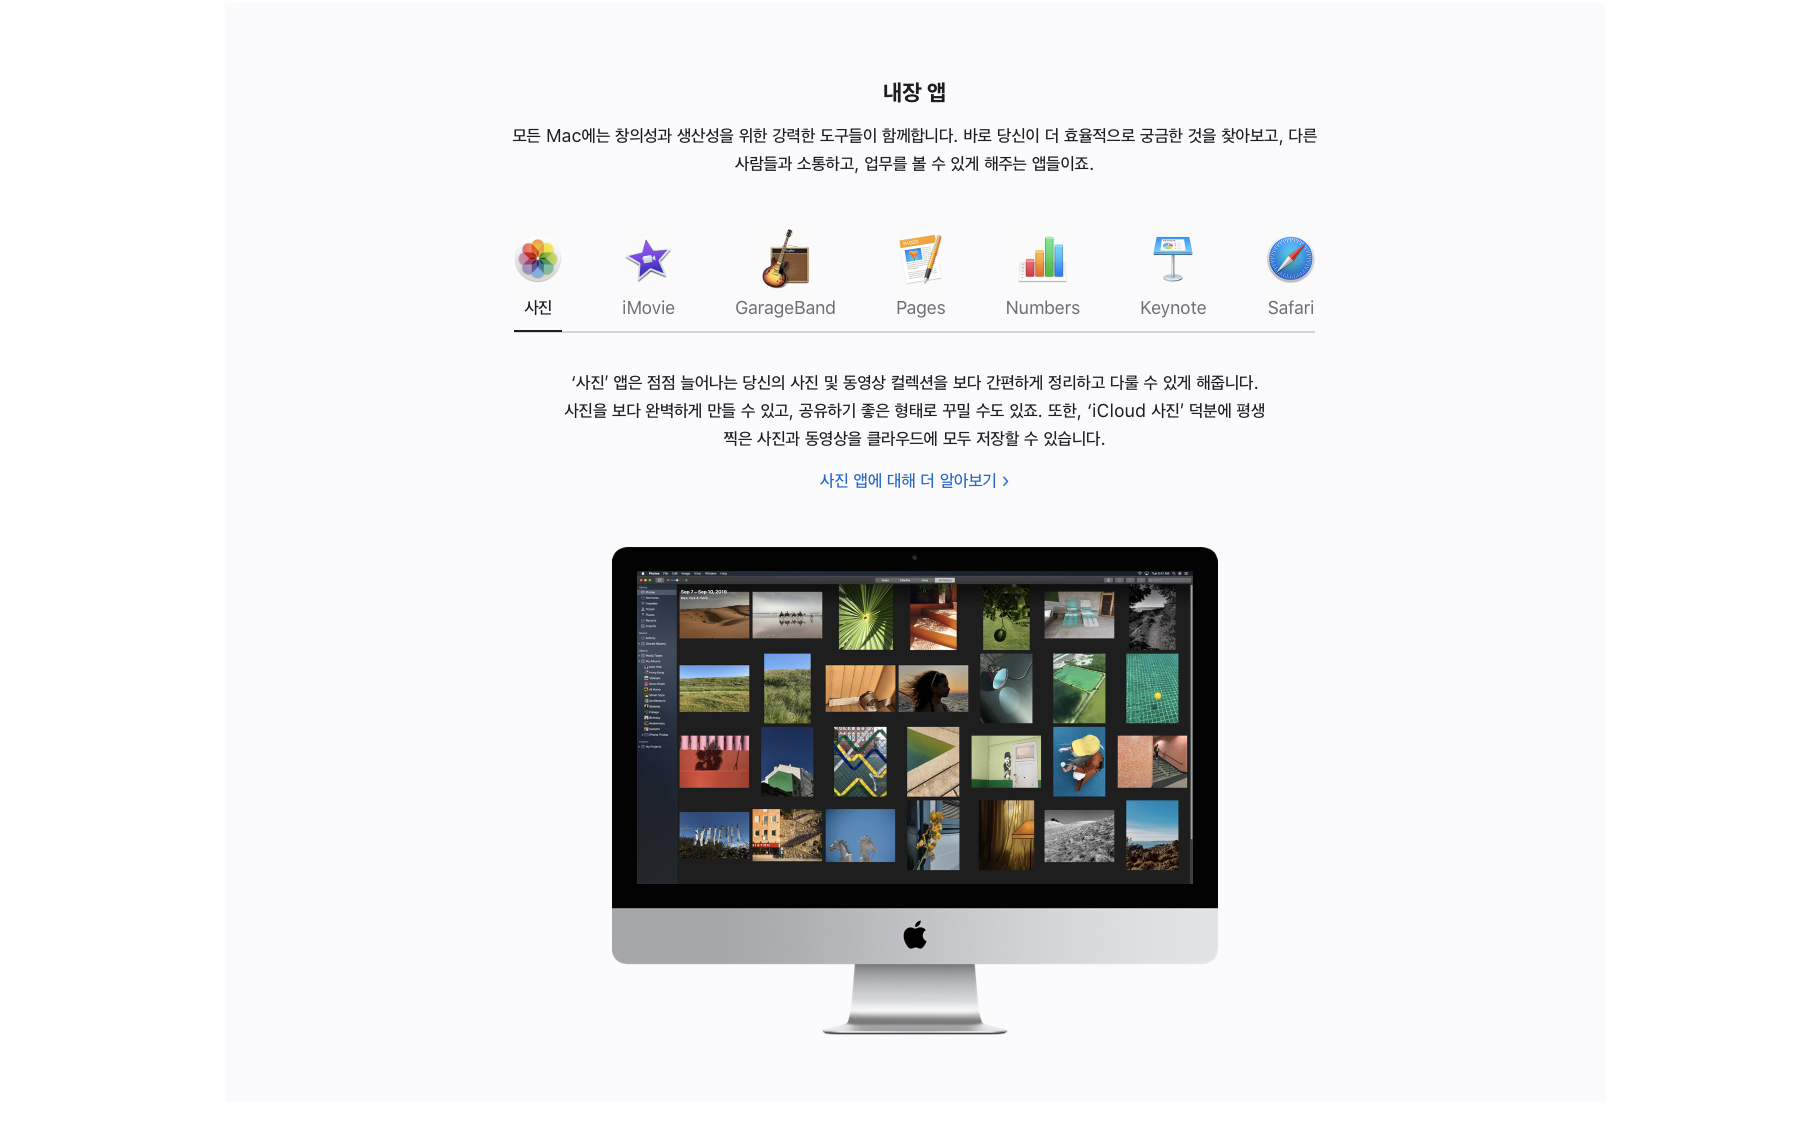 내장 앱
모든 Mac에는 창의성과 생산성을 위한 강력한 도구들이 함께합니다. 바로 당신이 더 효율적으로 궁금한 것을 찾아보고, 다른
사람들과 소통하고, 업무를 볼 수 있게 해주는 앱들이죠.
사진
iMovie
GarageBand
Pages
Numbers
Keynote
Safari
‘사진’ 앱은 점점 늘어나는 당신의 사진 및 동영상 컬렉션을 보다 간편하게 정리하고 다룰 수 있게 해줍니다.
사진을 보다 완벽하게 만들 수 있고, 공유하기 좋은 형태로 꾸밀 수도 있죠. 또한, ‘iCloud 사진’ 덕분에 평생
찍은 사진과 동영상을 클라우드에 모두 저장할 수 있습니다.
사진 앱에 대해 더 알아보기 >
Sep 7 – Sep 10, 2019